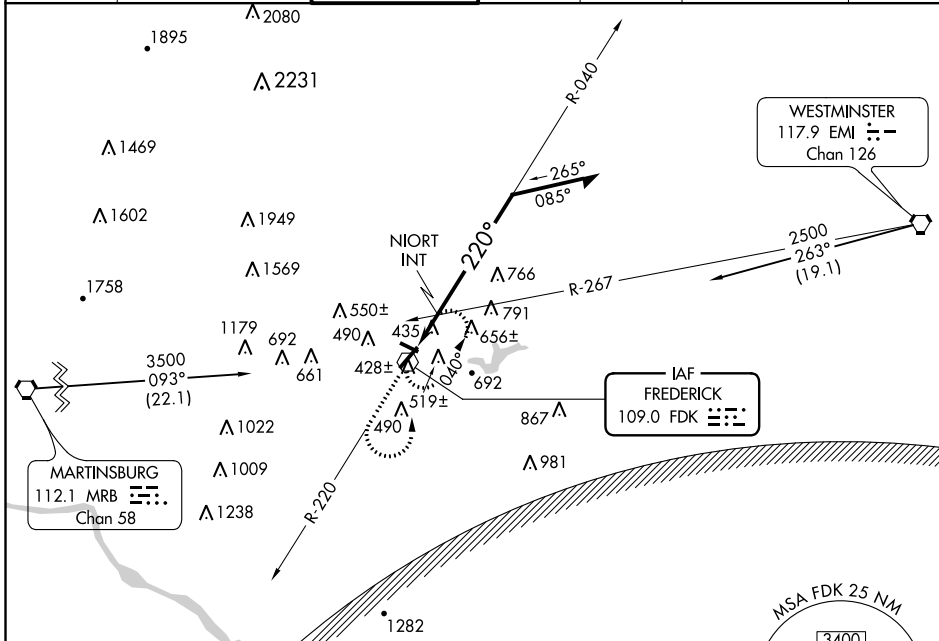 2080
1895
2231
R-040
WESTMINSTER
117.9 EMI
Chan 126
1469
265°
085°
1602
1949
220°
NIORT
INT
2500
263°
(19.1)
1569
766
R-267
1758
550±
791
1179
692
490
435
656±
3500
093°
(22.1)
661
428±
040°
692
519±
IAF
FREDERICK
109.0 FDK
867
490
1022
MARTINSBURG
112.1 MRB
Chan 58
1009
981
1238
R-220
1282
MSA FDK 25 NM
3400